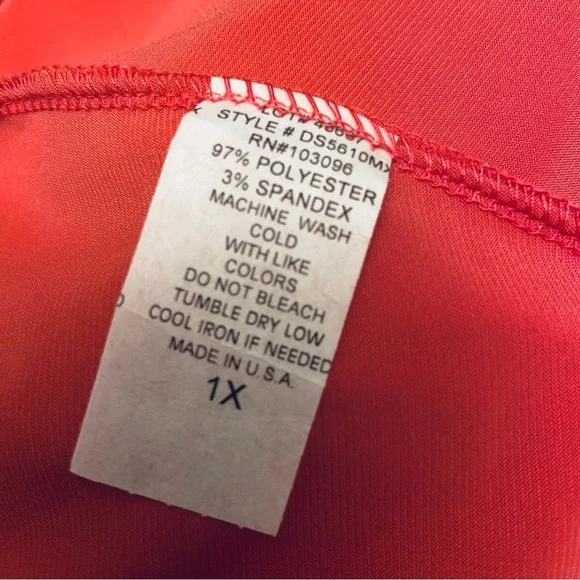 STYLE # DS5610MX
RN#103096
97% POLYESTER
3% SPANDEX
MACHINE WASH
COLD
WITH LIKE
COLORS
DO NOT BLEACH
TUMBLE DRY LOW
COOL IRON IF NEEDED
MADE IN U.S.A.
1X